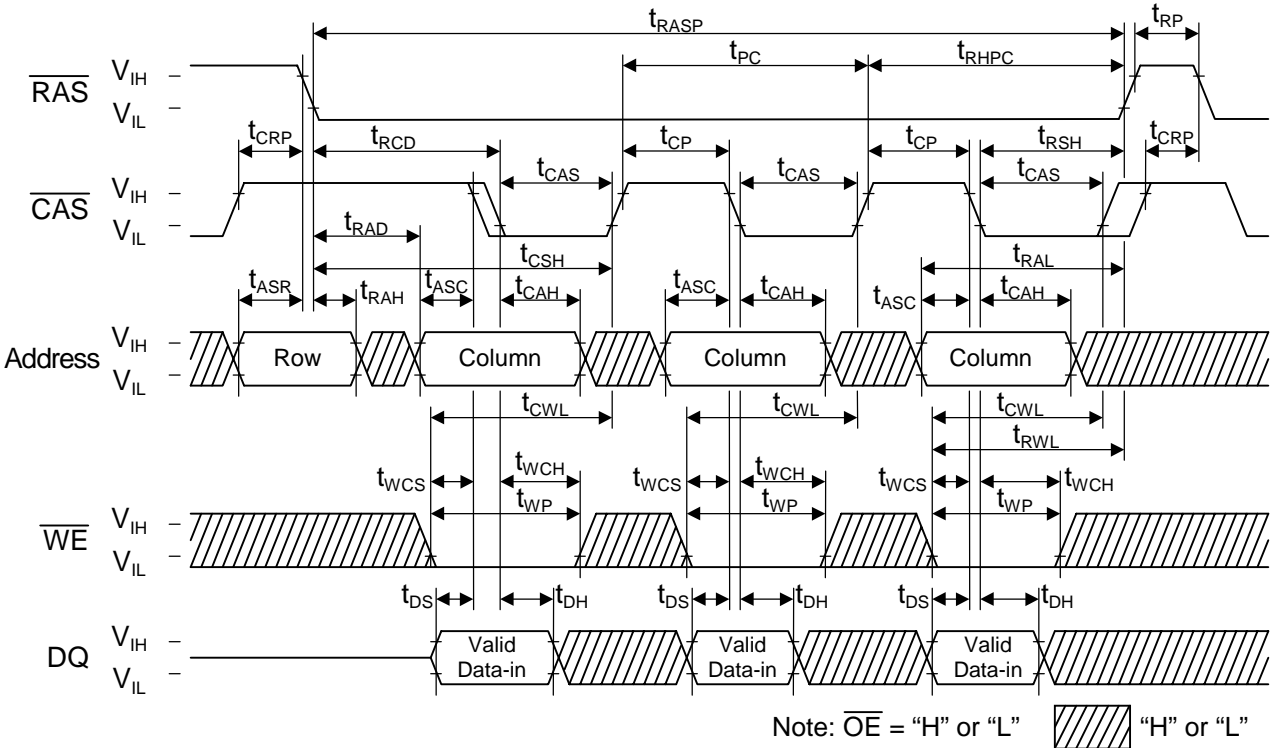 tRASP tRP
tPC tRHPC
RAS VIH
VIL
tCRP tRCD tCP tCP tRSH tCRP
tCAS tCAS tCAS
CAS VIH
VIL
tRAD
tCSH tRAL
tASR tRAH tASC tCAH tASC tCAH tASC tCAH
Address VIH
VIL
Row Column Column Column
tCWL tCWL tCWL
tRWL
tWCS tWCH tWCS tWCH tWCS tWCH
tWP tWP tWP
WE VIH
VIL
tDS tDH tDS tDH tDS tDH
DQ VIH
VIL
Valid Data-in Valid Data-in Valid Data-in
Note: OE = “H” or “L” “H” or “L”